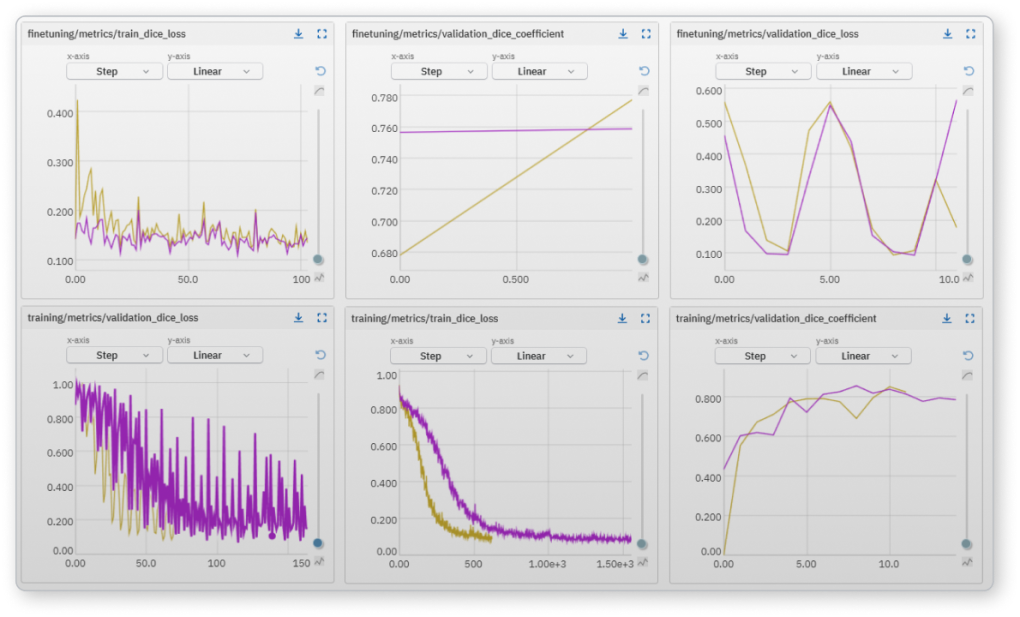 finetuning/metrics/train_dice_loss
x-axis y-axis
Step Linear
0.400
0.300
0.200
0.100
0.00 50.0 100
finetuning/metrics/validation_dice_coefficient
x-axis y-axis
Step Linear
0.780
0.760
0.740
0.720
0.700
0.680
0.00 0.500
finetuning/metrics/validation_dice_loss
x-axis y-axis
Step Linear
0.600
0.500
0.400
0.300
0.200
0.100
0.00 5.00 10.0
training/metrics/validation_dice_loss
x-axis y-axis
Step Linear
1.00
0.800
0.600
0.400
0.200
0.00
0.00 50.0 100 150
training/metrics/train_dice_loss
x-axis y-axis
Step Linear
1.00
0.800
0.600
0.400
0.200
0.00
0.00 500 1.00e+3 1.50e+3
training/metrics/validation_dice_coefficient
x-axis y-axis
Step Linear
0.800
0.600
0.400
0.200
0.00
0.00 5.00 10.0